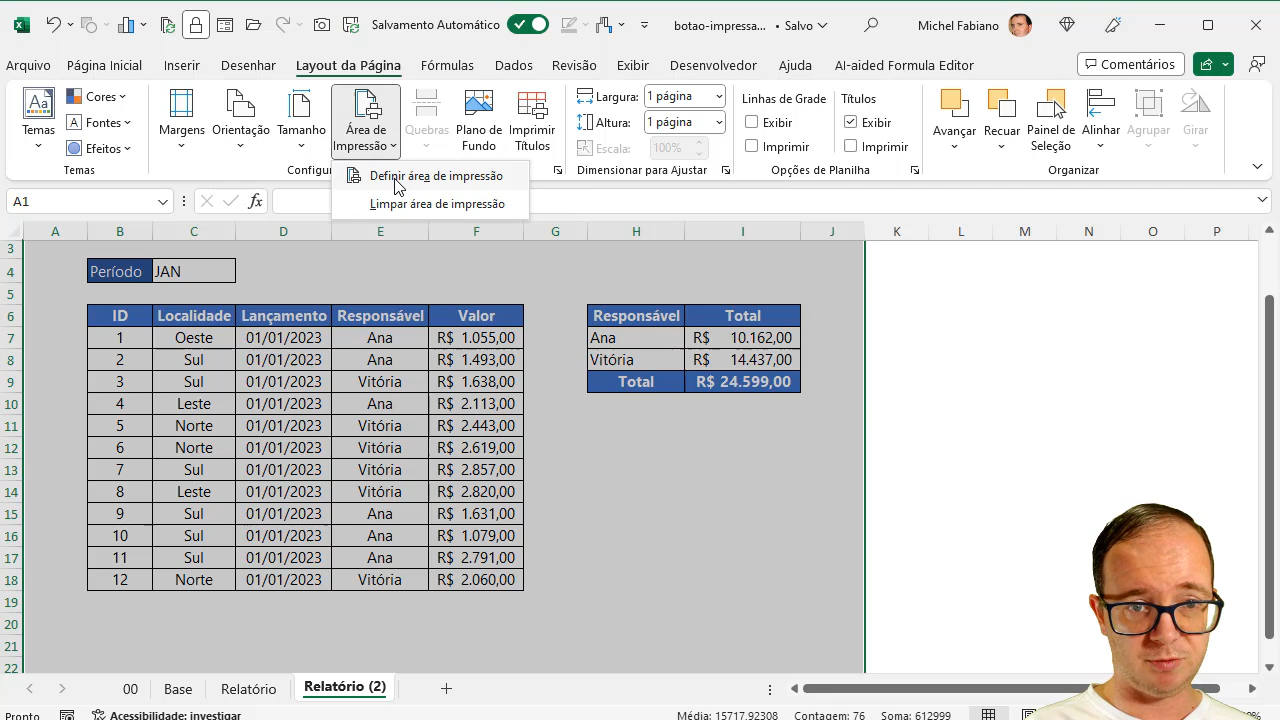 Salvamento Automático botao-impressa... • Salvo Michel Fabiano
Arquivo Página Inicial Inserir Desenhar Layout da Página Fórmulas Dados Revisão Exibir Desenvolvedor Ajuda AI-aided Formula Editor Comentários
Cores Largura: 1 página Linhas de Grade Títulos
Aa Fontes Altura: 1 página Exibir Exibir
Temas Efeitos Margens Orientação Tamanho Área de Impressão Quebras Plano de Fundo Imprimir Títulos Escala: 100% Imprimir Imprimir Avançar Recuar Painel de Seleção Alinhar Agrupar Girar
Temas Configur Dimensionar para Ajustar Opções de Planilha Organizar
Definir área de impressão
Limpar área de impressão
A1 fx
A B C D E F G H I J K L M N O P
3
4 Período JAN
5
6 ID Localidade Lançamento Responsável Valor Responsável Total
7 1 Oeste 01/01/2023 Ana R$ 1.055,00 Ana R$ 10.162,00
8 2 Sul 01/01/2023 Ana R$ 1.493,00 Vitória R$ 14.437,00
9 3 Sul 01/01/2023 Vitória R$ 1.638,00 Total R$ 24.599,00
10 4 Leste 01/01/2023 Ana R$ 2.113,00
11 5 Norte 01/01/2023 Vitória R$ 2.443,00
12 6 Norte 01/01/2023 Vitória R$ 2.619,00
13 7 Sul 01/01/2023 Vitória R$ 2.857,00
14 8 Leste 01/01/2023 Vitória R$ 2.820,00
15 9 Sul 01/01/2023 Ana R$ 1.631,00
16 10 Sul 01/01/2023 Ana R$ 1.079,00
17 11 Sul 01/01/2023 Ana R$ 2.791,00
18 12 Norte 01/01/2023 Vitória R$ 2.060,00
19
20
21
22
00 Base Relatório Relatório (2)
Pronto Acessibilidade: investigar Média: 15717,92308 Contagem: 76 Soma: 612999